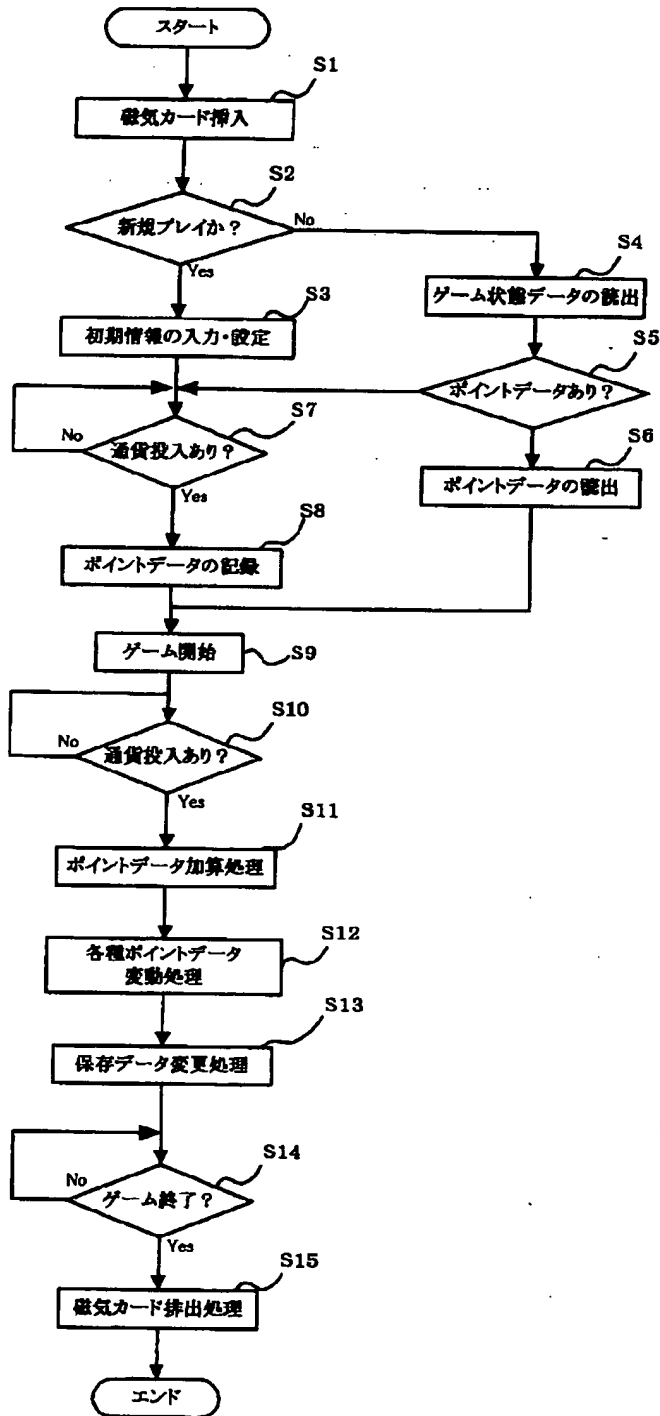 スタート
S1
磁気カード挿入
S2
新規プレイか?
No
Yes
S4
ゲーム状態データの読出
S3
初期情報の入力・設定
S5
ポイントデータあり?
S7
通貨投入あり?
No
Yes
S6
ポイントデータの読出
S8
ポイントデータの記録
ゲーム開始
S9
S10
通貨投入あり?
No
Yes
S11
ポイントデータ加算処理
S12
各種ポイントデータ
変動処理
S13
保存データ変更処理
S14
No
ゲーム終了?
Yes
S15
磁気カード排出処理
エンド